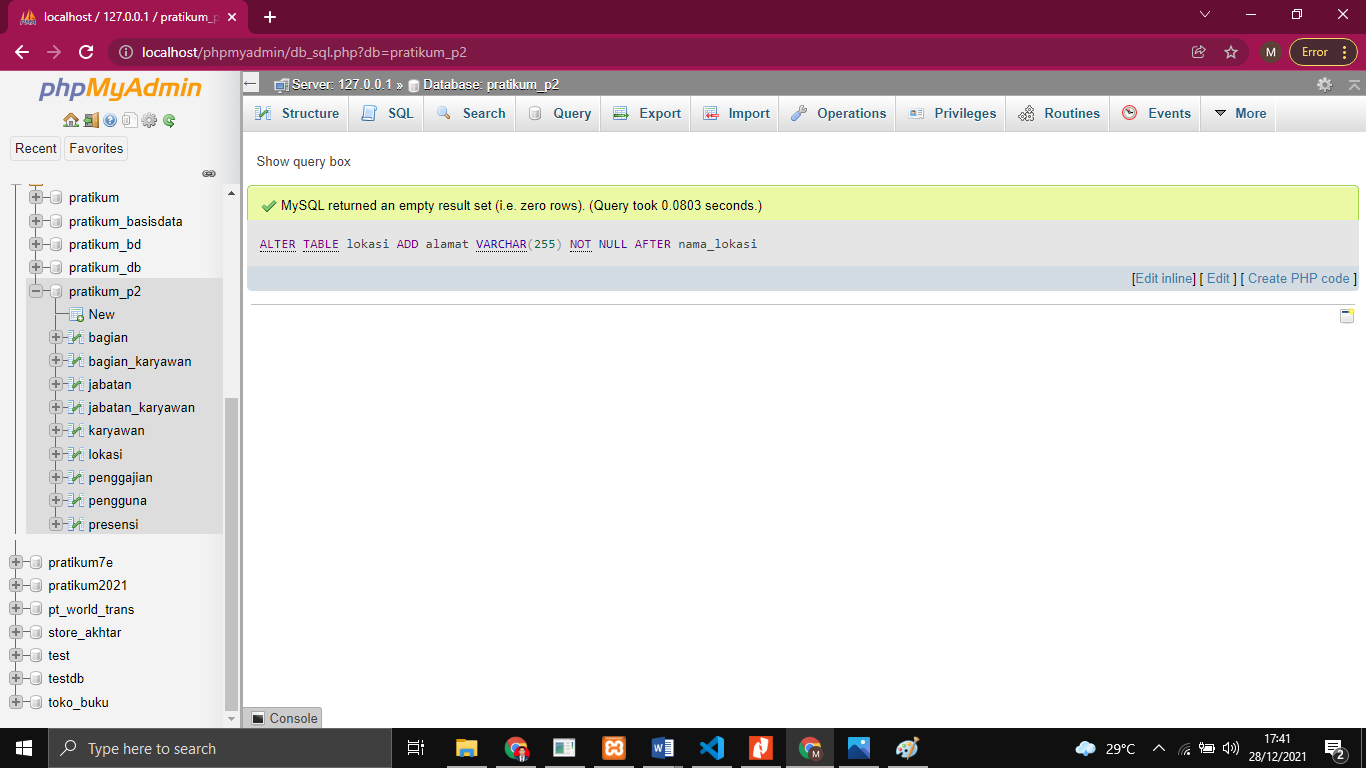 localhost / 127.0.0.1 / pratikum_p
localhost/phpmyadmin/db_sql.php?db=pratikum_p2
M
Error
phpMyAdmin
Recent
Favorites
pratikum
pratikum_basisdata
pratikum_bd
pratikum_db
pratikum_p2
New
bagian
bagian_karyawan
jabatan
jabatan_karyawan
karyawan
lokasi
penggajian
pengguna
presensi
pratikum7e
pratikum2021
pt_world_trans
store_akhtar
test
testdb
toko_buku
Server: 127.0.0.1 » Database: pratikum_p2
Structure SQL Search Query Export Import Operations Privileges Routines Events More
Show query box
MySQL returned an empty result set (i.e. zero rows). (Query took 0.0803 seconds.)
ALTER TABLE lokasi ADD alamat VARCHAR(255) NOT NULL AFTER nama_lokasi
[Edit inline] [ Edit ] [ Create PHP code ]
Console
Type here to search
29°C
17:41
28/12/2021
2